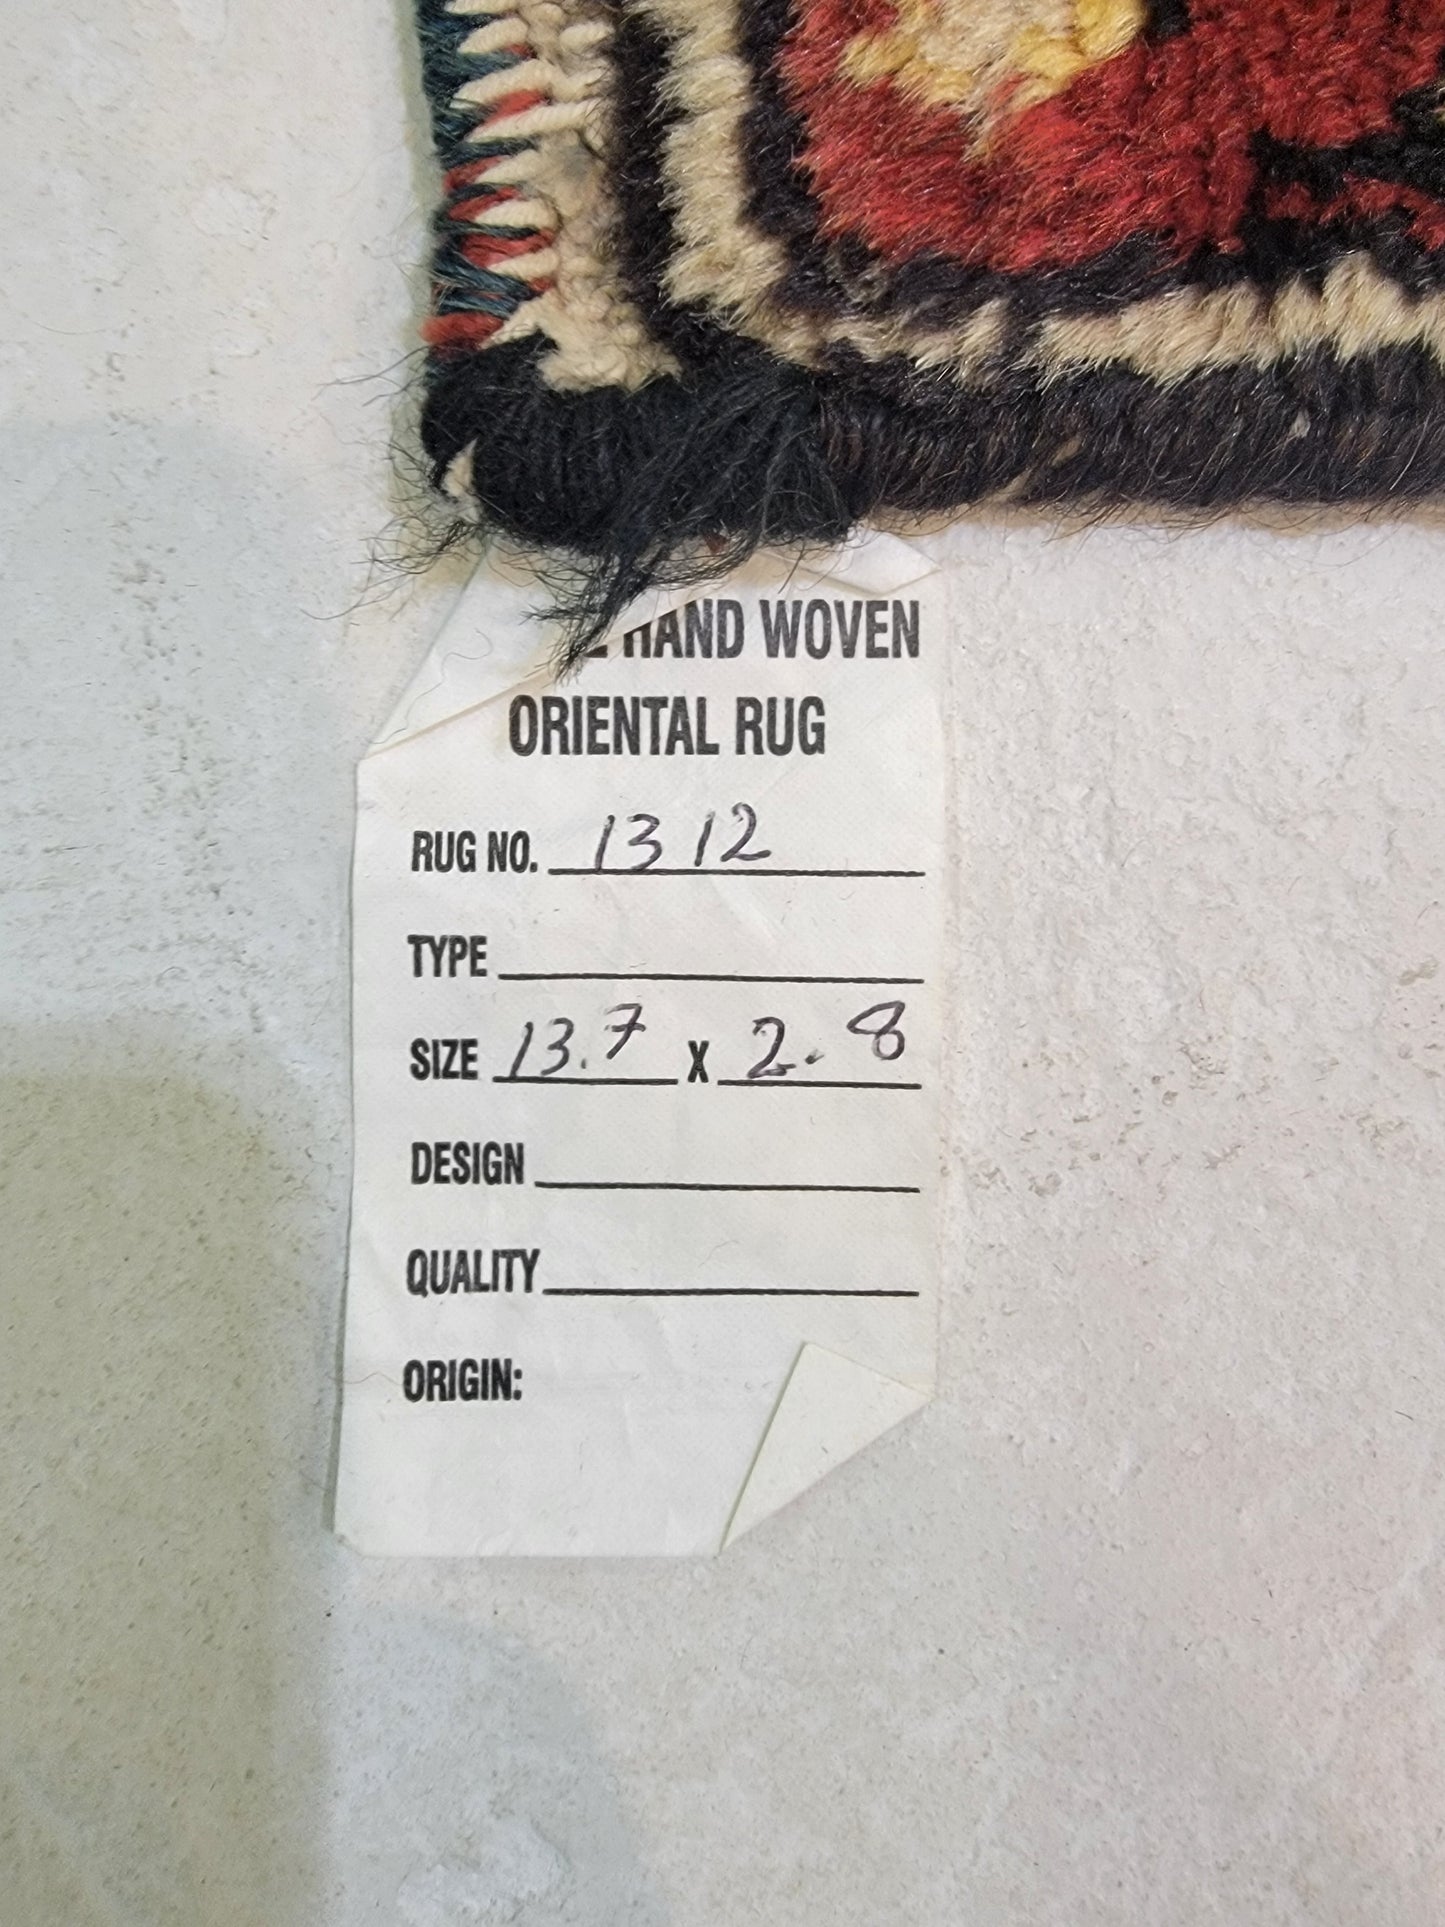 HAND WOVEN
ORIENTAL RUG
RUG NO. 1312
TYPE
SIZE 13.7 X 2.8
DESIGN
QUALITY
ORIGIN: